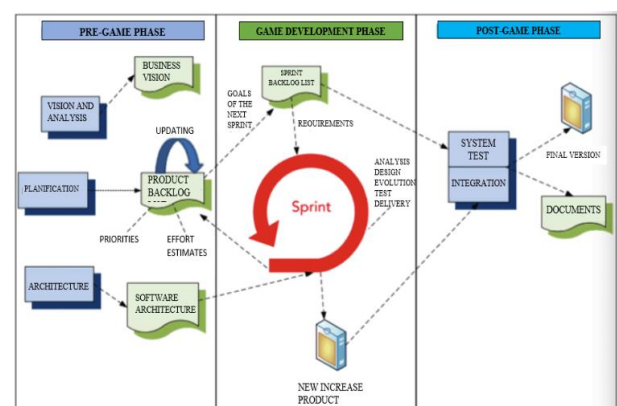 PRE-GAME PHASE
GAME DEVELOPMENT PHASE
POST-GAME PHASE
BUSINESS
VISION
VISION AND
ANALYSIS
UPDATING
PLANIFICATION
PRODUCT
BACKLOG
PRIORITIES
EFFORT
ESTIMATES
ARCHITECTURE
SOFTWARE
ARCHITECTURE
SPRINT
BACKLOG LIST
GOALS
OF THE
NEXT
SPRINT
REQUIREMENTS
Sprint
ANALYSIS
DESIGN
EVOLUTION
TEST
DELIVERY
NEW INCREASE
PRODUCT
SYSTEM
TEST
INTEGRATION
FINAL VERSION
DOCUMENTS